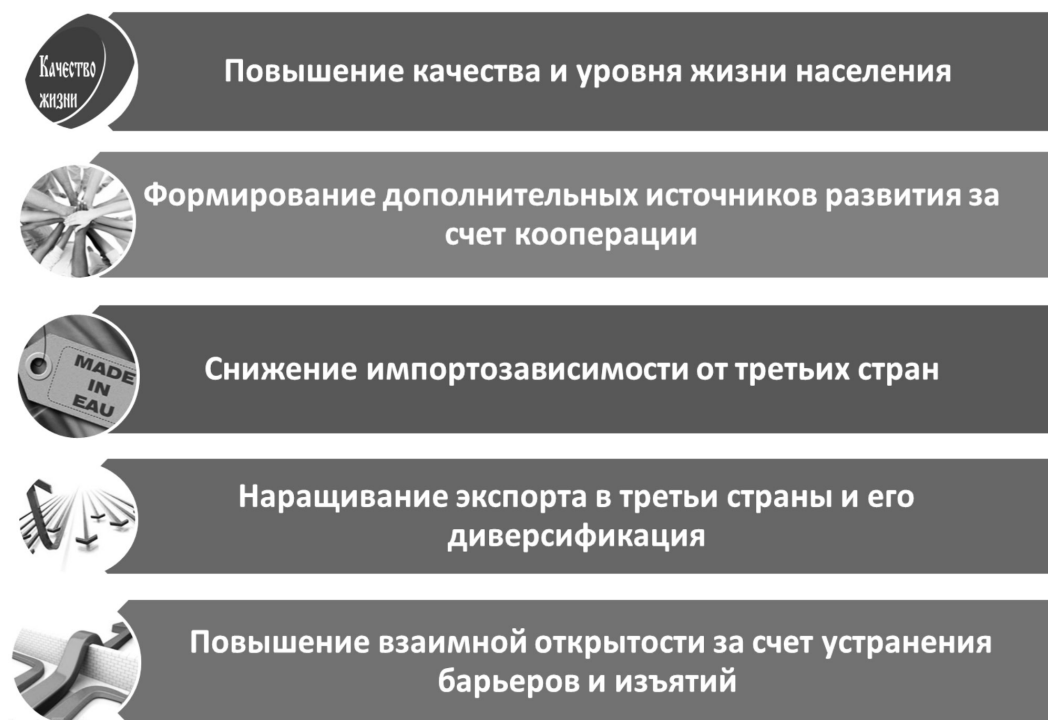 Качество
жизни
Повышение качества и уровня жизни населения
Формирование дополнительных источников развития за
счет кооперации
MADE
IN
EAU
Снижение импортозависимости от третьих стран
Наращивание экспорта в третьи страны и его
диверсификация
Повышение взаимной открытости за счет устранения
барьеров и изъятий